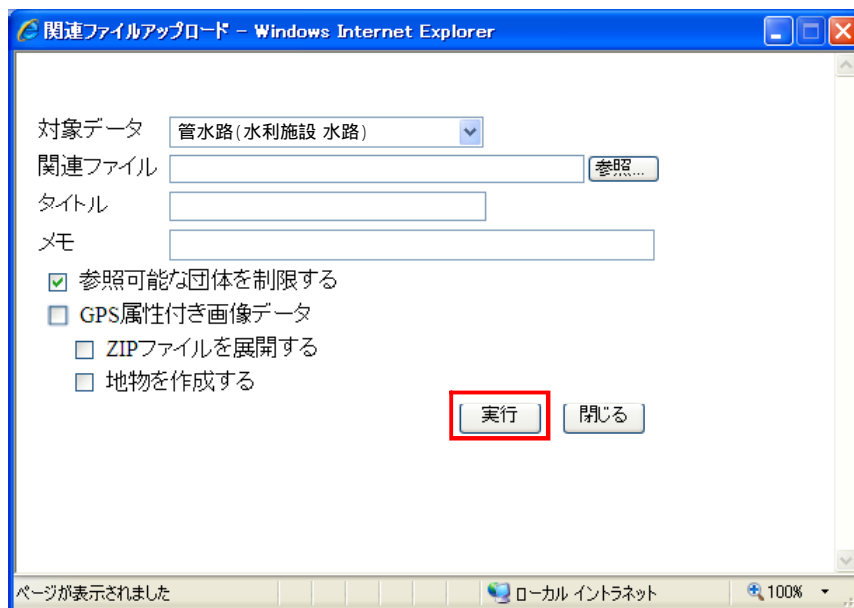 関連ファイルアップロード - Windows Internet Explorer
対象データ 管水路(水利施設 水路)
関連ファイル 参照...
タイトル
メモ
参照可能な団体を制限する
GPS属性付き画像データ
ZIPファイルを展開する
地物を作成する
実行 閉じる
ページが表示されました ローカル イントラネット 100%